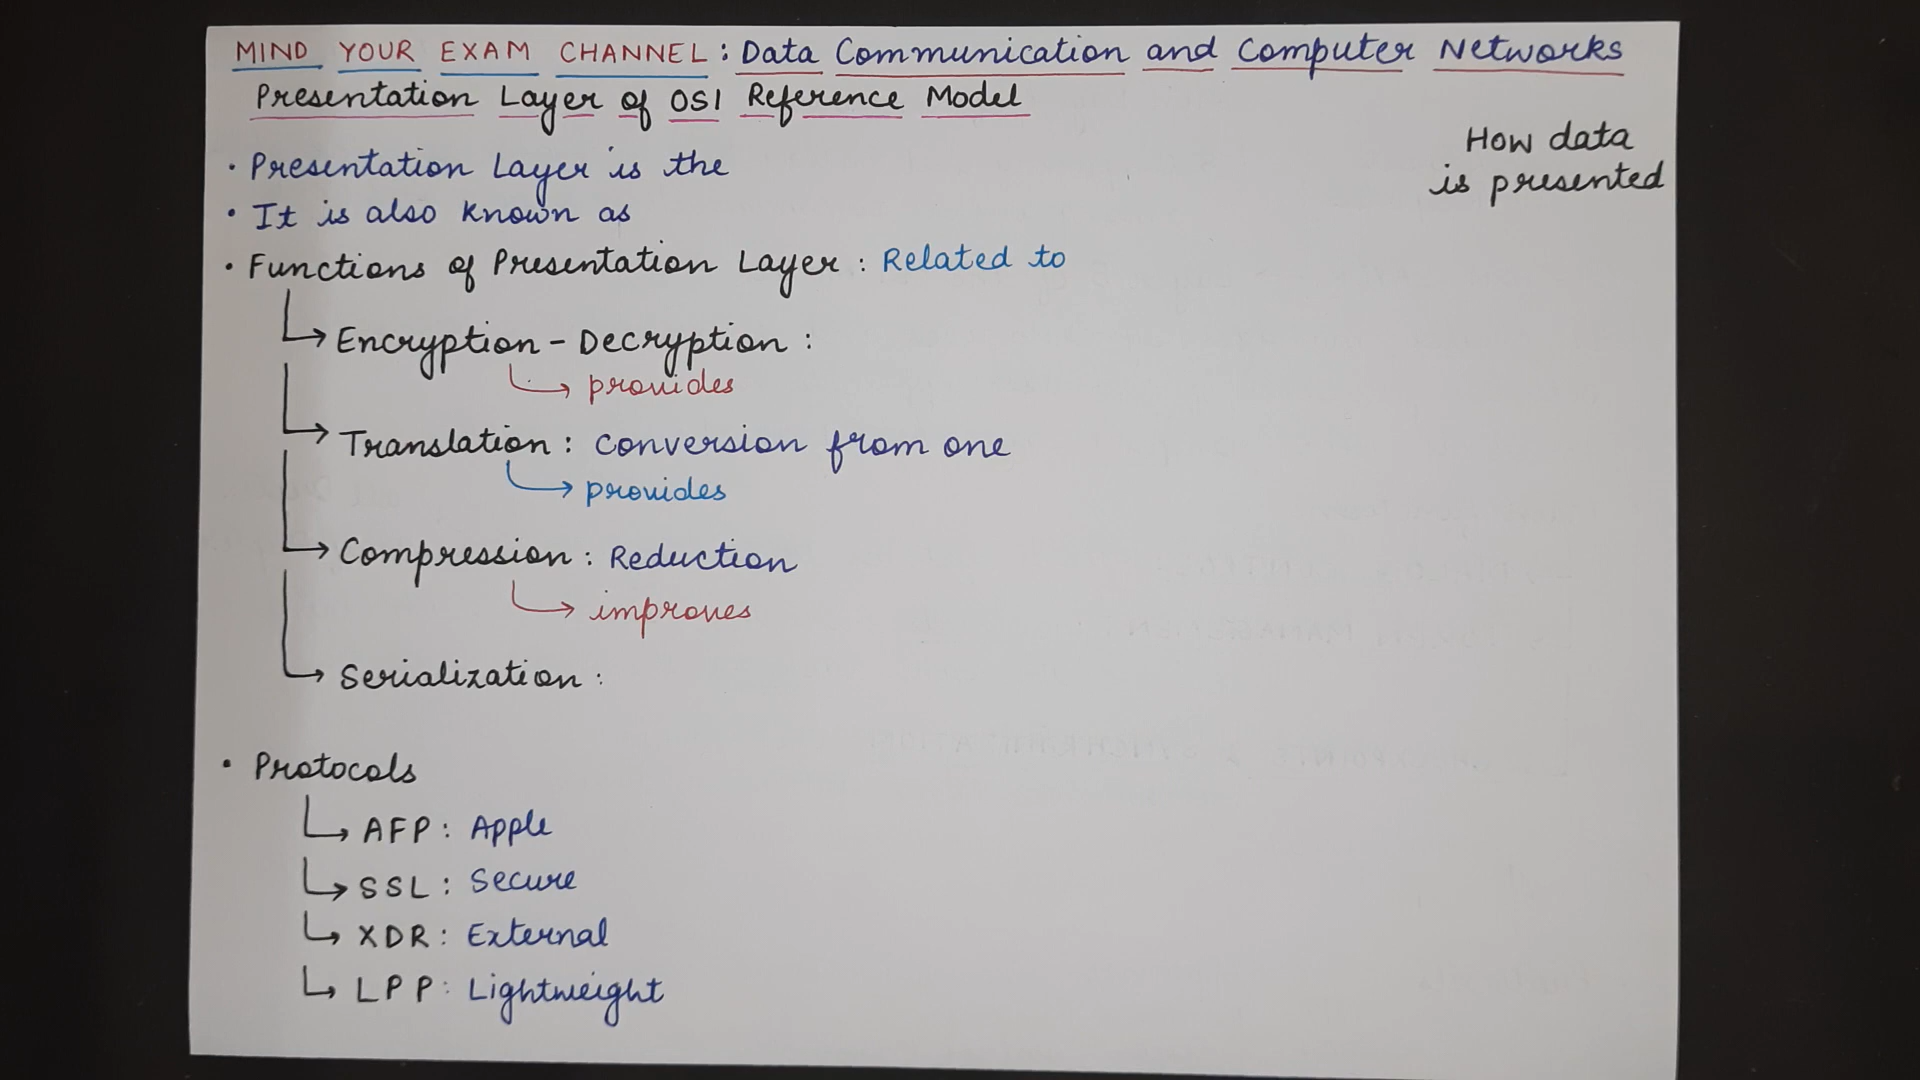 MIND YOUR EXAM CHANNEL: Data Communication and Computer Networks
Presentation Layer of OSI Reference Model
How data
is presented
• Presentation Layer is the
• It is also known as
• Functions of Presentation Layer: Related to
Encryption - Decryption:
provides
Translation: conversion from one
provides
Compression: Reduction
improves
Serialization:
• Protocols
AFP: Apple
SSL: Secure
XDR: External
LPP: Lightweight